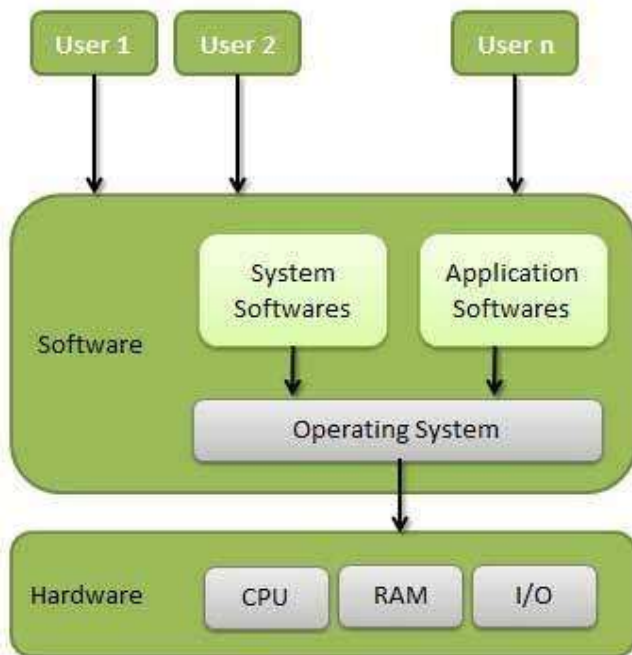 User 1
User 2
User n
System
Softwares
Application
Softwares
Software
Operating System
Hardware
CPU
RAM
I/O